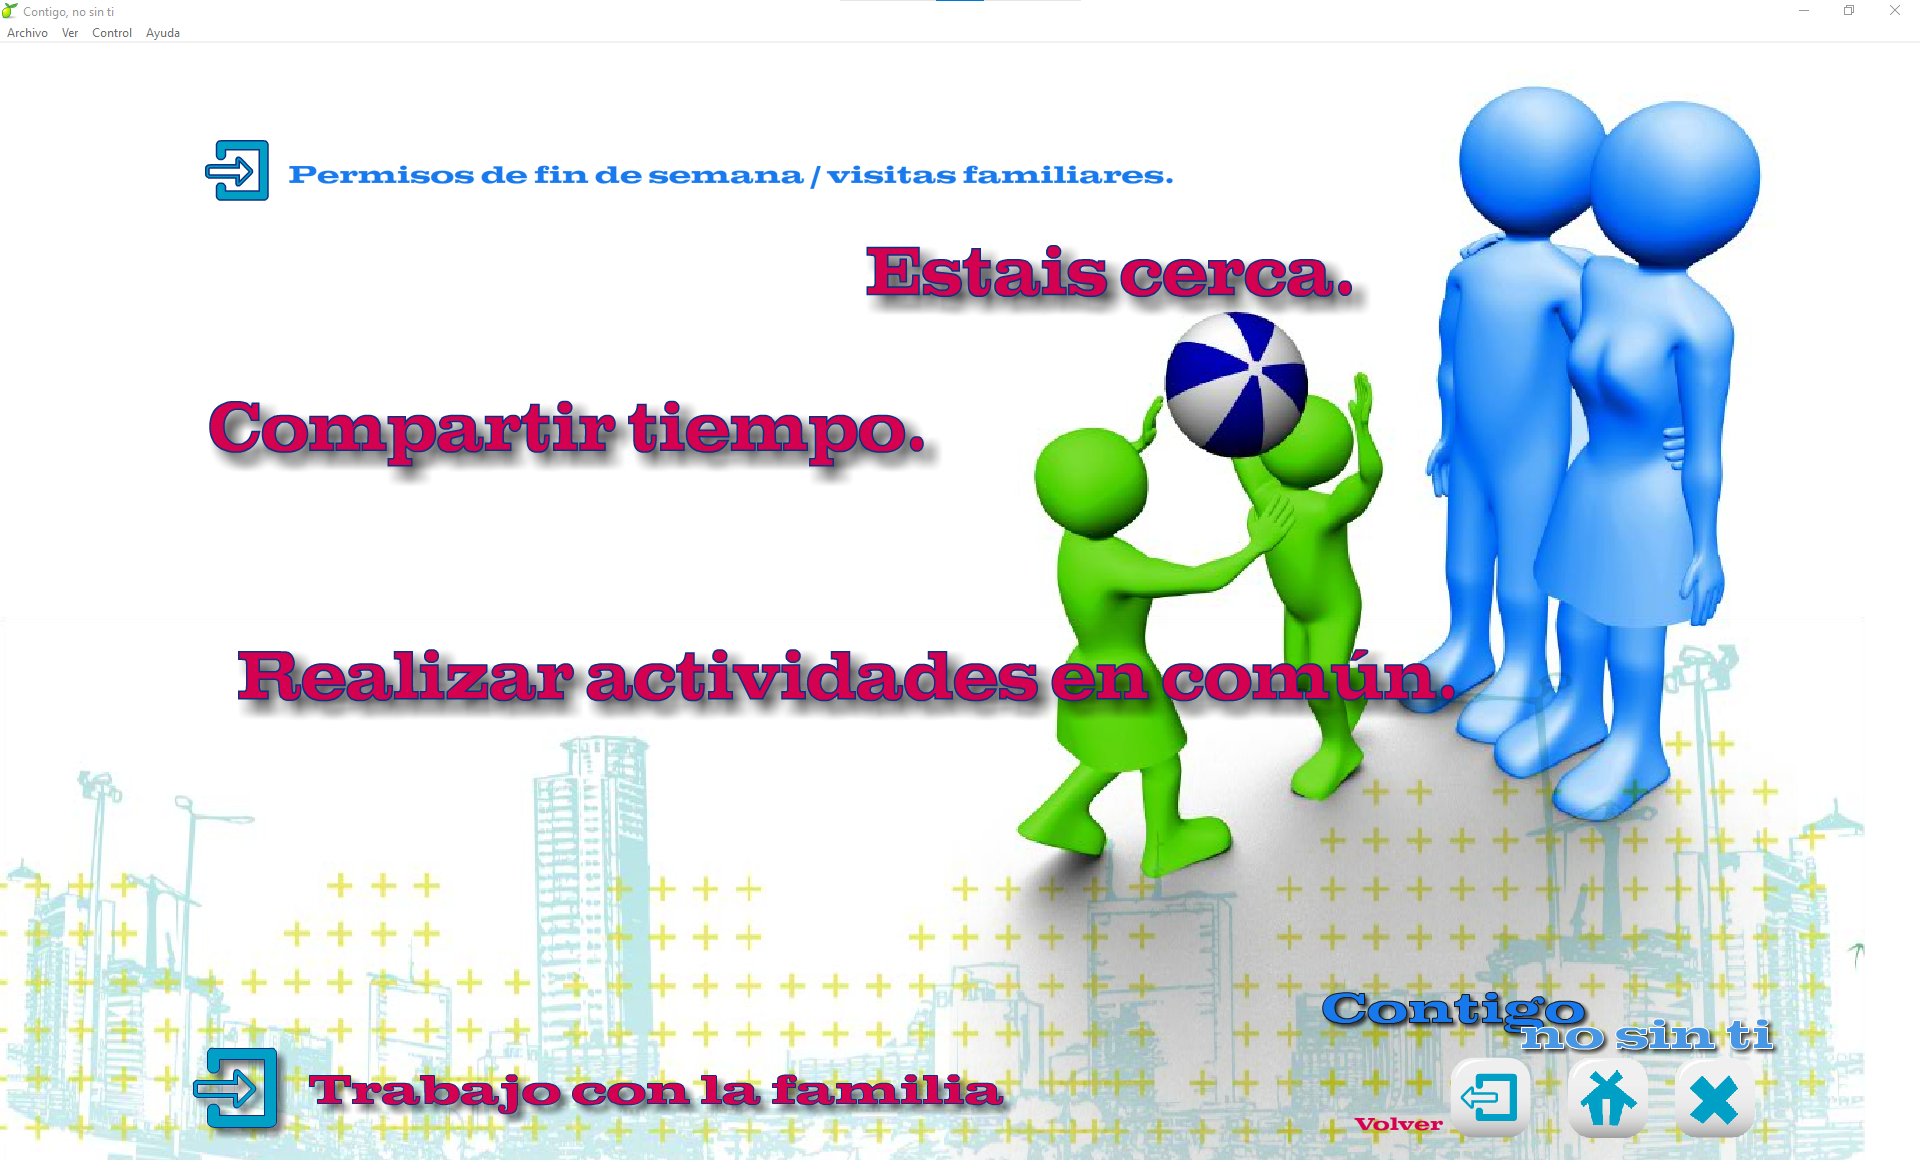 Contigo, no sin ti
Archivo Ver Control Ayuda
Permisos de fin de semana / visitas familiares.
Estais cerca.
Compartir tiempo.
Realizar actividades en común.
Contigo
no sin ti
Trabajo con la familia
Volver